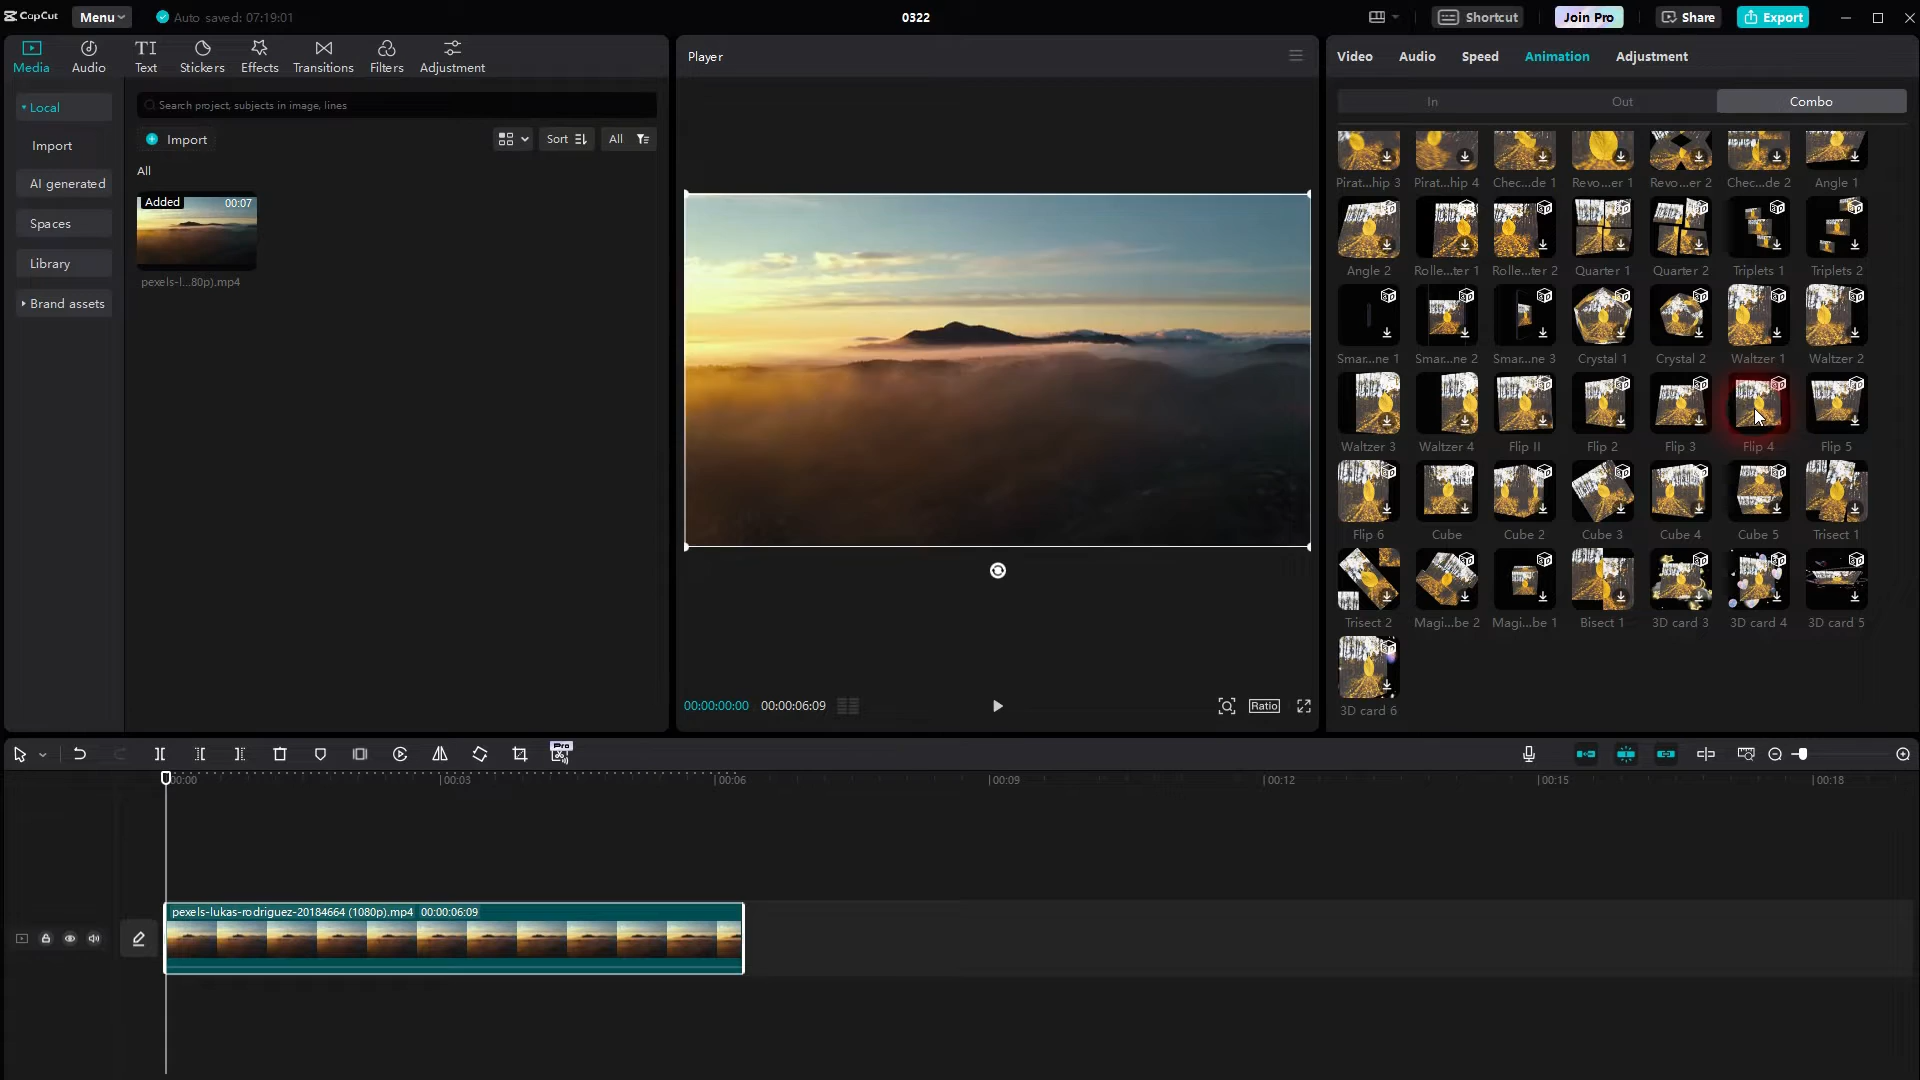 CapCut
Menu
Auto saved: 07:19:01
0322
Shortcut
Join Pro
Share
Export
Media
Audio
Text
Stickers
Effects
Transitions
Filters
Adjustment
Local
Import
AI generated
Spaces
Library
Brand assets
Search project, subjects in image, lines
Import
Sort
All
All
Added
00:07
pexels-l...80p).mp4
Player
00:00:00:00
00:00:06:09
Ratio
Video
Audio
Speed
Animation
Adjustment
In
Out
Combo
Pirat...hip 3
Pirat...hip 4
Chec...de 1
Revo...er 1
Revo...er 2
Chec...de 2
Angle 1
Angle 2
Rolle...ter 1
Rolle...ter 2
Quarter 1
Quarter 2
Triplets 1
Triplets 2
Smar...ne 1
Smar...ne 2
Smar...ne 3
Crystal 1
Crystal 2
Waltzer 1
Waltzer 2
Waltzer 3
Waltzer 4
Flip II
Flip 2
Flip 3
Flip 4
Flip 5
Flip 6
Cube
Cube 2
Cube 3
Cube 4
Cube 5
Trisect 1
Trisect 2
Magi...be 2
Magi...be 1
Bisect 1
3D card 3
3D card 4
3D card 5
3D card 6
Pro
00:00
00:03
00:06
00:09
00:12
00:15
00:18
pexels-lukas-rodriguez-20184664 (1080p).mp4 00:00:06:09